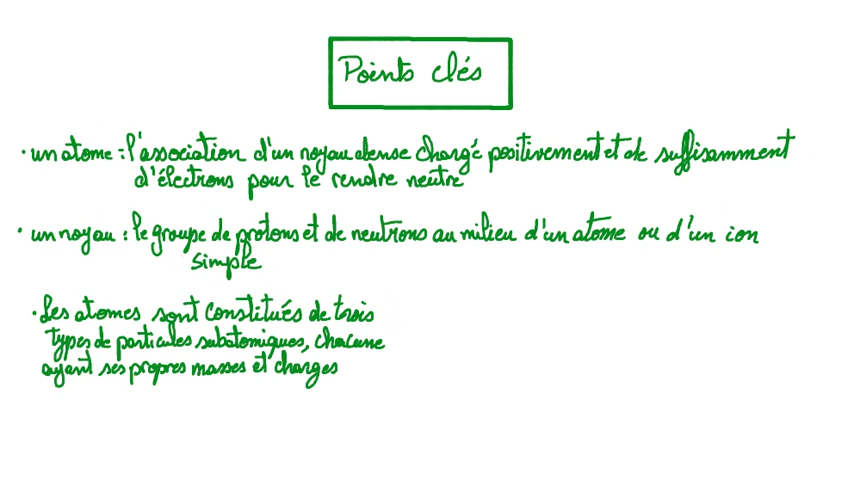 Points clés
· un atome : l'association d'un noyau dense chargé positivement et de suffisamment
d'électrons pour le rendre neutre
· un noyau : le groupe de protons et de neutrons au milieu d'un atome ou d'un ion
simple
· Les atomes sont constitués de trois
types de particules subatomiques, chacune
ayant ses propres masses et charges